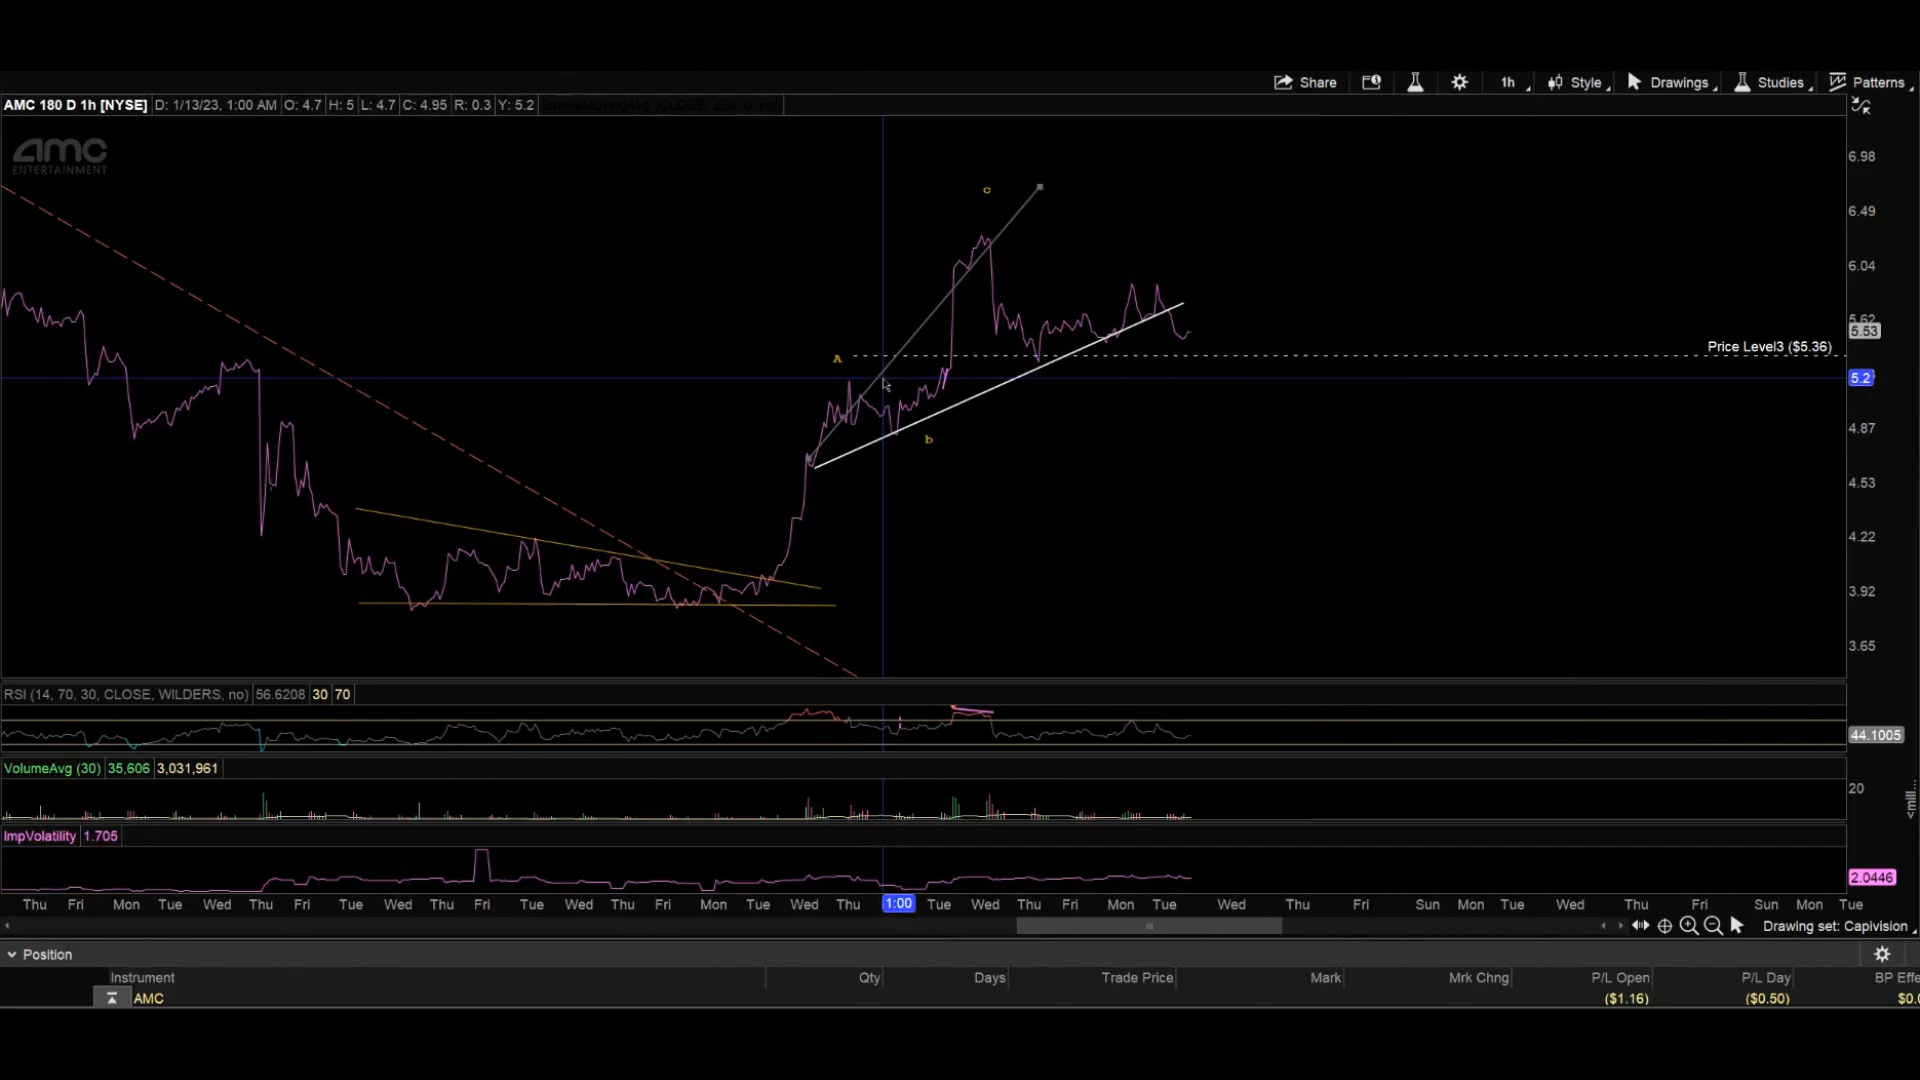 Share 1h Style Drawings Studies Patterns
AMC 180 D 1h [NYSE] D: 1/13/23, 1:00 AM O: 4.7 H: 5 L: 4.7 C: 4.95 R: 0.3 Y: 5.2
amc
ENTERTAINMENT
6.98
c
6.49
6.04
5.62
5.53
Price Level3 ($5.36)
A
5.2
4.87
b
4.53
4.22
3.92
3.65
RSI (14, 70, 30, CLOSE, WILDERS, no) 56.6208 30 70
44.1005
VolumeAvg (30) 35,606 3,031,961
20
<mill...
ImpVolatility 1.705
2.0446
Thu Fri Mon Tue Wed Thu Fri Tue Wed Thu Fri Tue Wed Thu Fri Mon Tue Wed Thu 1:00 Tue Wed Thu Fri Mon Tue Wed Thu Fri Sun Mon Tue Wed Thu Fri Sun Mon Tue
Drawing set: Capivision
Position
Instrument Qty Days Trade Price Mark Mrk Chng P/L Open P/L Day BP Effe
AMC ($1.16) ($0.50) $0.